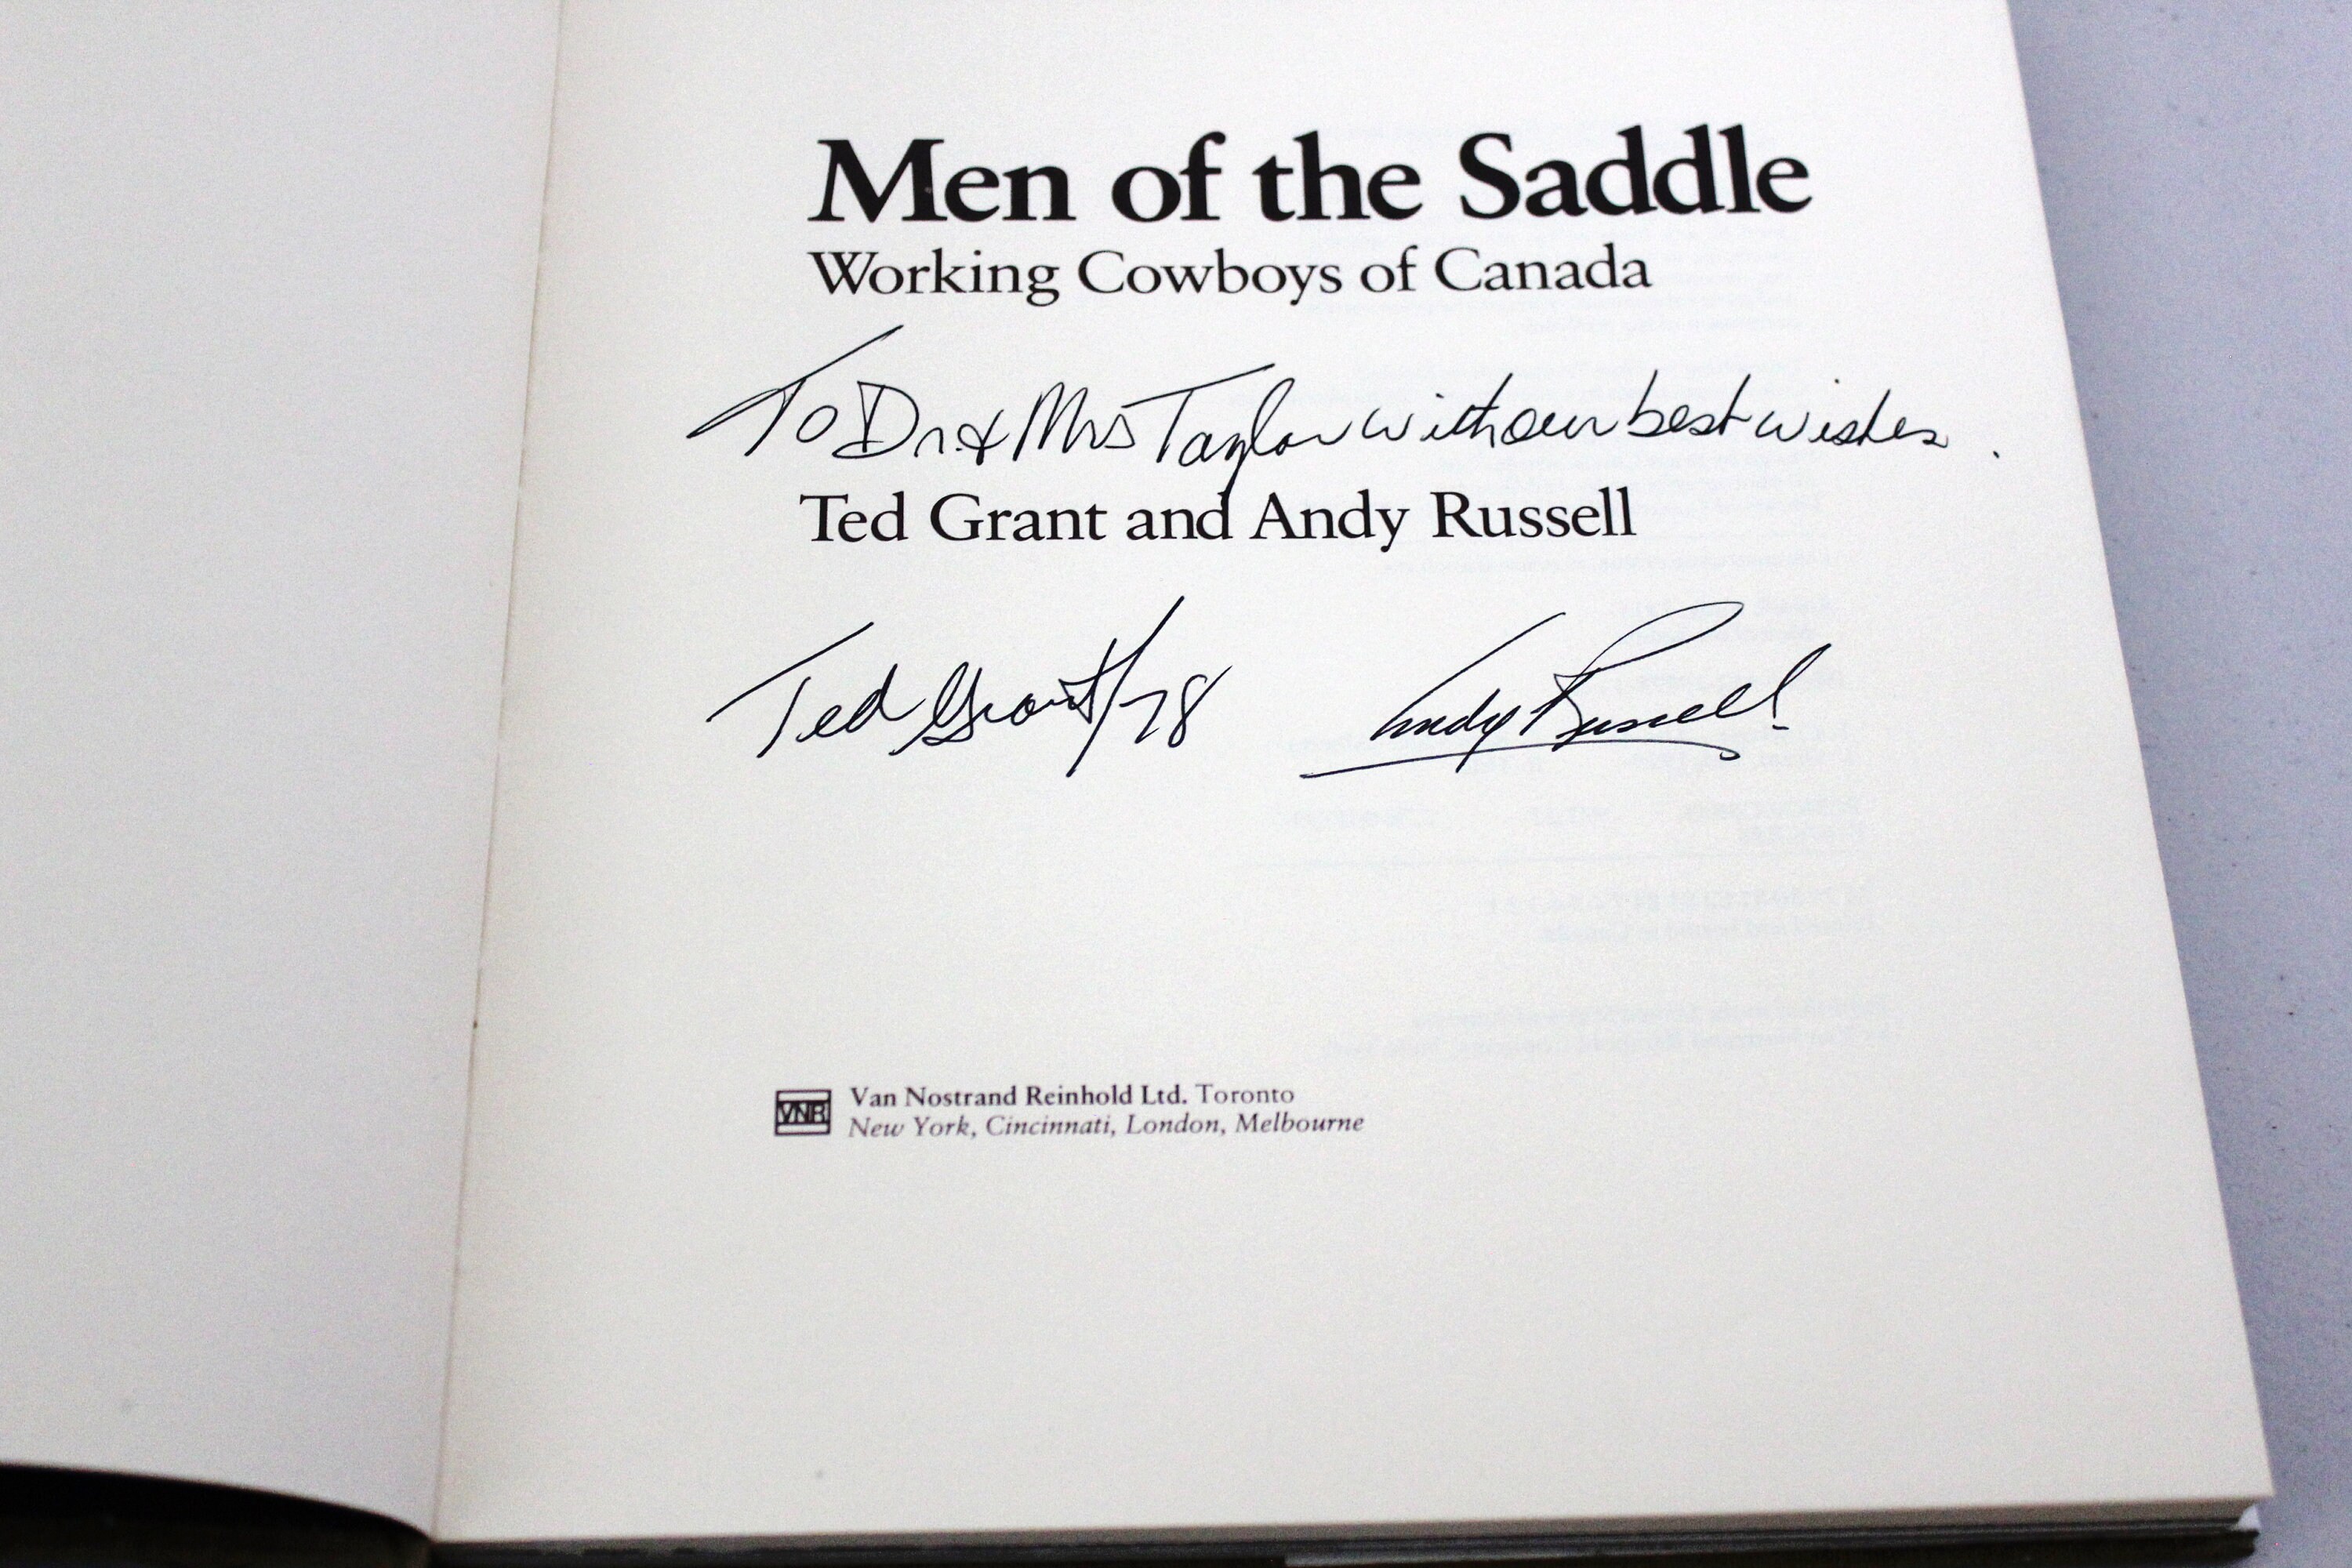 Men of the Saddle
Working Cowboys of Canada
To Dr & Mrs Taylor with our best wishes.
Ted Grant and Andy Russell
Ted Grant/78 Andy Russell
VNR Van Nostrand Reinhold Ltd. Toronto
New York, Cincinnati, London, Melbourne